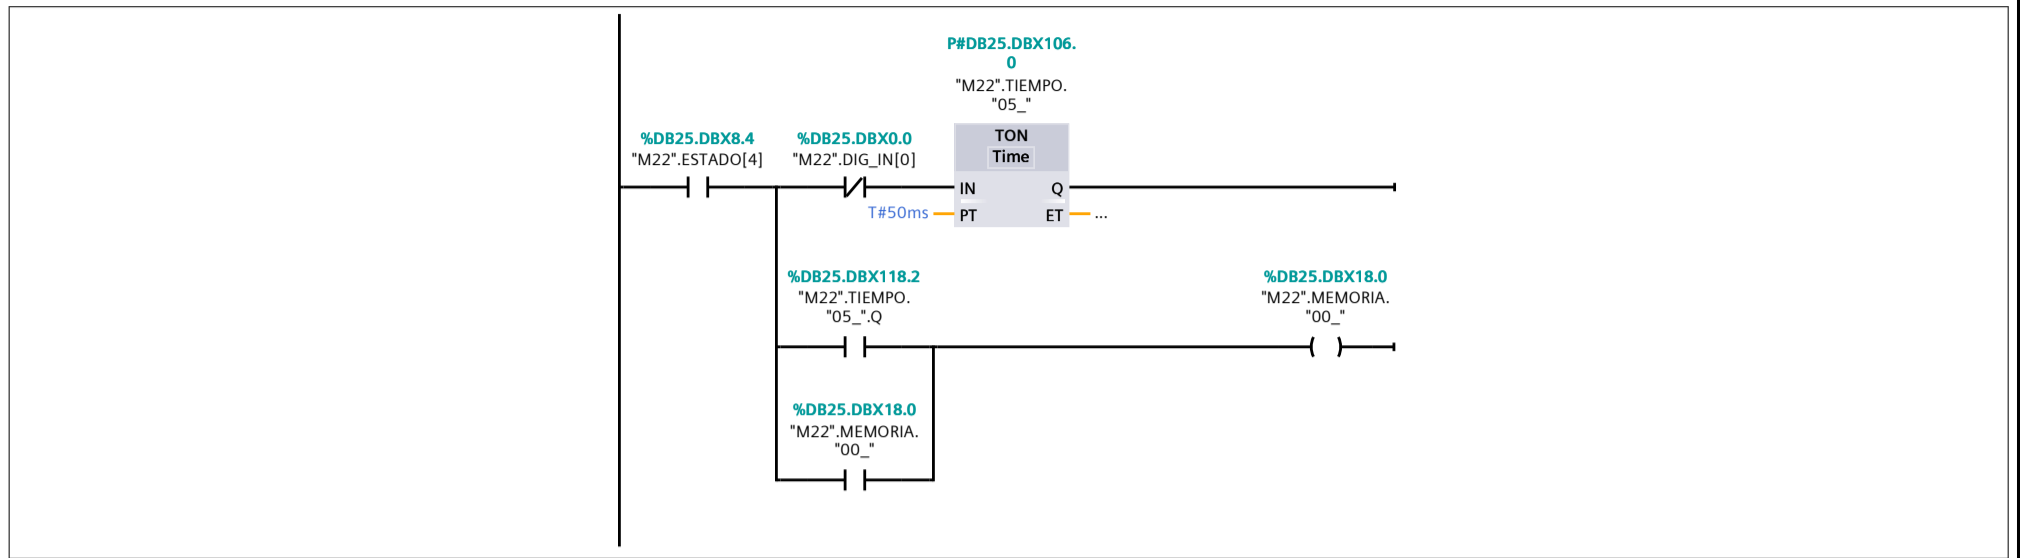 P#DB25.DBX106.
0
"M22".TIEMPO.
"05_"
TON
Time
%DB25.DBX8.4
"M22".ESTADO[4]
%DB25.DBX0.0
"M22".DIG_IN[0]
IN
Q
T#50ms
PT
ET
...
%DB25.DBX118.2
"M22".TIEMPO.
"05_".Q
%DB25.DBX18.0
"M22".MEMORIA.
"00_"
%DB25.DBX18.0
"M22".MEMORIA.
"00_"